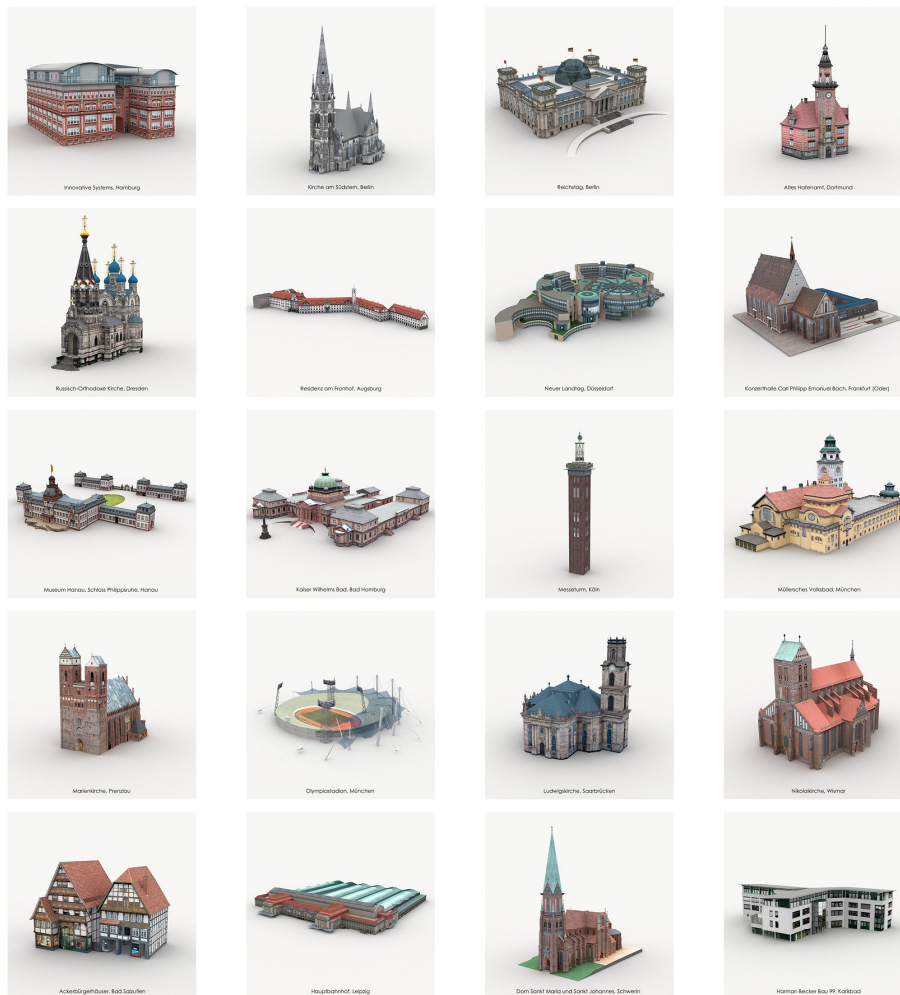 Innovative Systems, Hamburg
Kirche am Südstern, Berlin
Reichstag, Berlin
Altes Hafenamt, Dortmund
Russisch-Orthodoxe Kirche, Dresden
Residenz am Fronhof, Augsburg
Neuer Landtag, Düsseldorf
Konzerthalle Carl Philipp Emanuel Bach, Frankfurt (Oder)
Museum Hanau, Schloss Philippsruhe, Hanau
Kaiser Wilhelms Bad, Bad Homburg
Messeturm, Köln
Müllersches Volksbad, München
Marienkirche, Prenzlau
Olympiastadion, München
Ludwigskirche, Saarbrücken
Nikolaikirche, Wismar
Ackerbürgerhäuser, Bad Salzuflen
Hauptbahnhof, Leipzig
Dom Sankt Maria und Sankt Johannes, Schwerin
Harman Becker Bau 99, Karlsbad